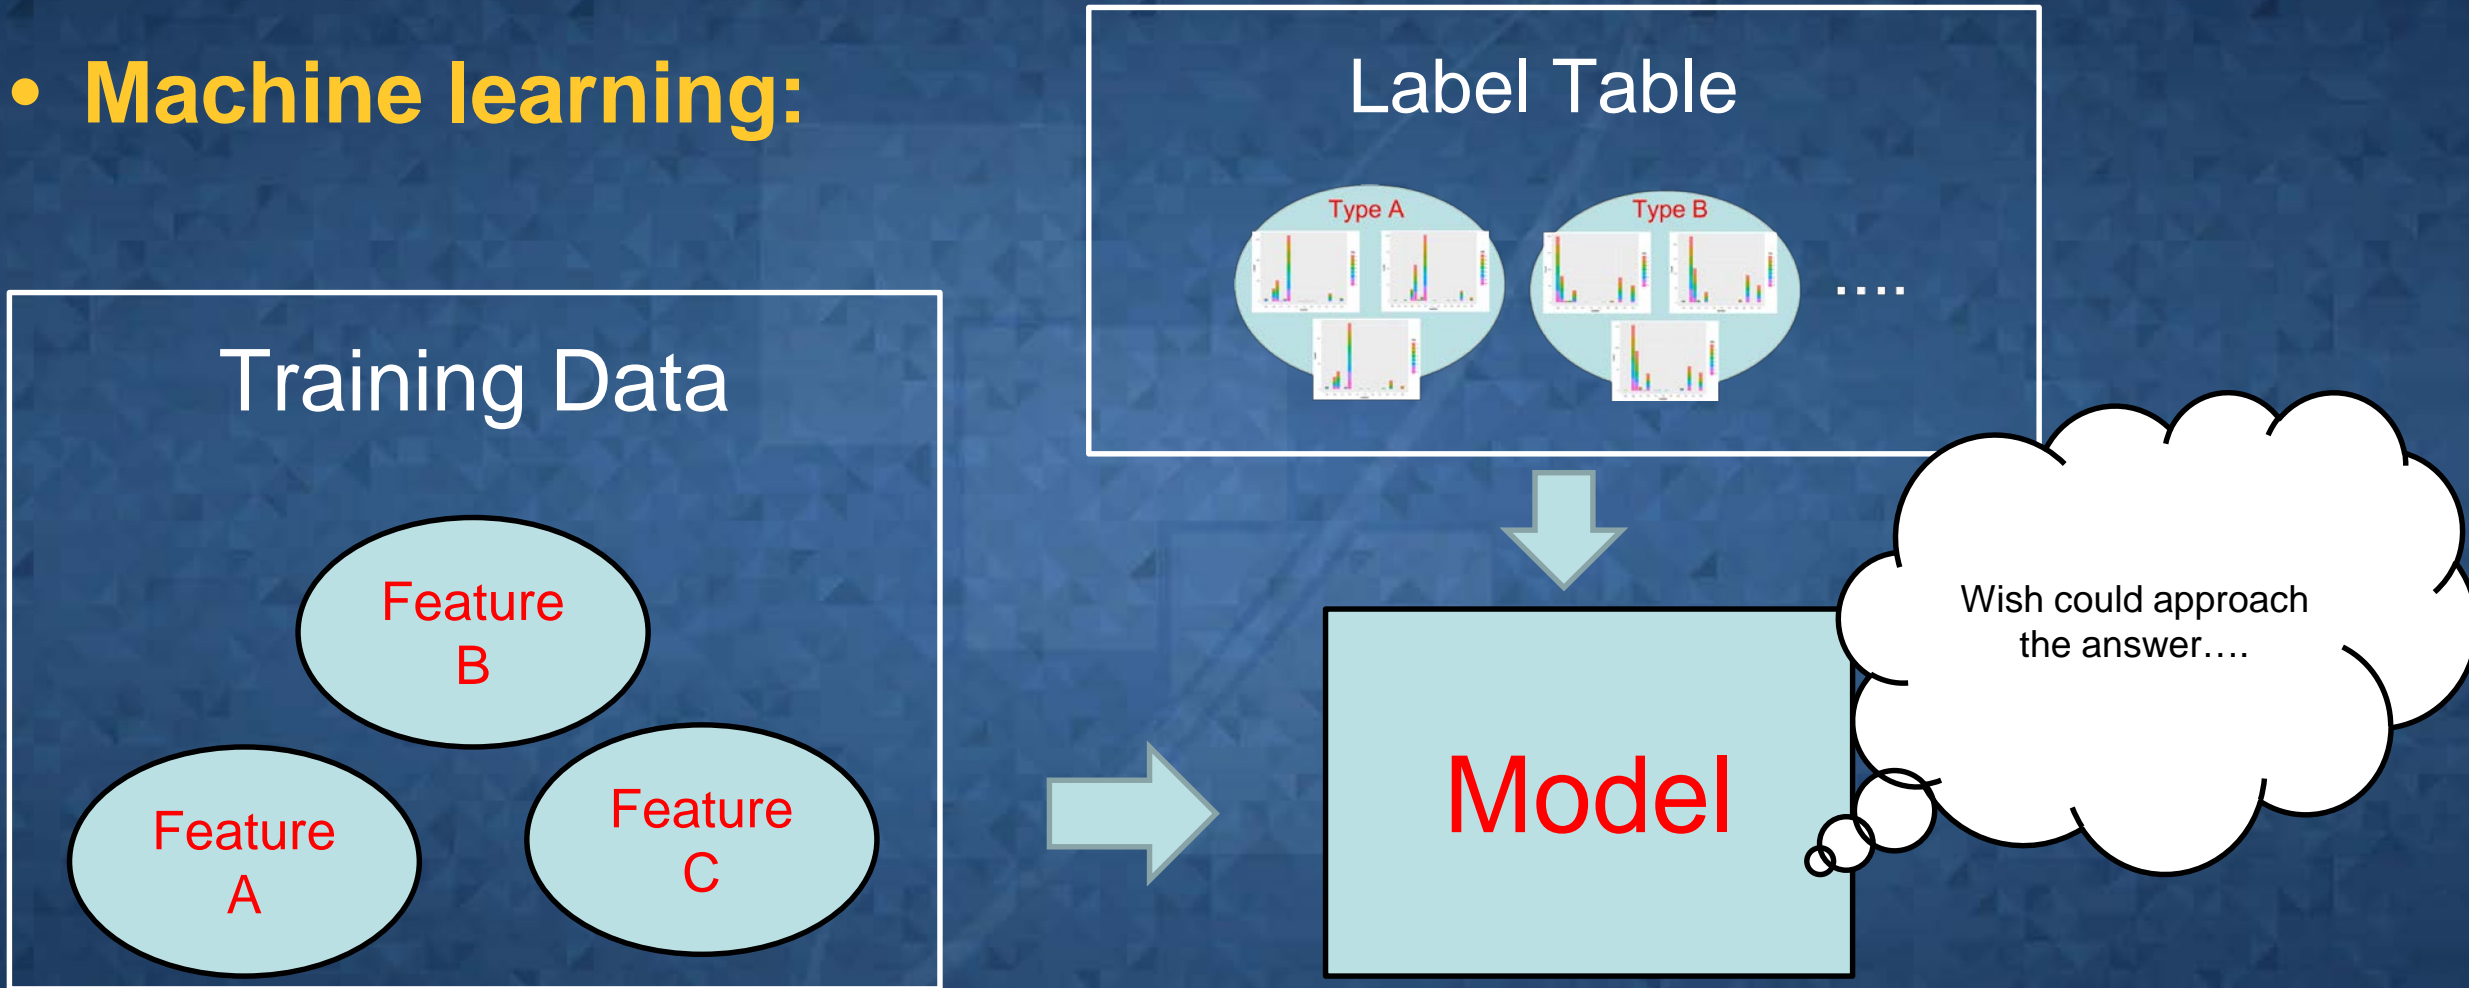 • Machine learning:
Label Table
Type A
Type B
....
Training Data
Feature
B
Feature
A
Feature
C
Model
Wish could approach
the answer....